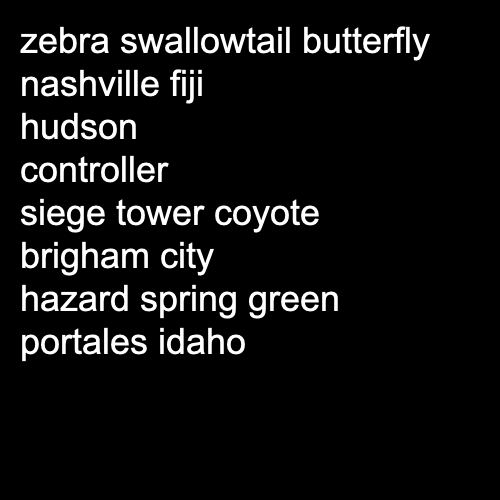 zebra swallowtail butterfly
nashville fiji
hudson
controller
siege tower coyote
brigham city
hazard spring green
portales idaho